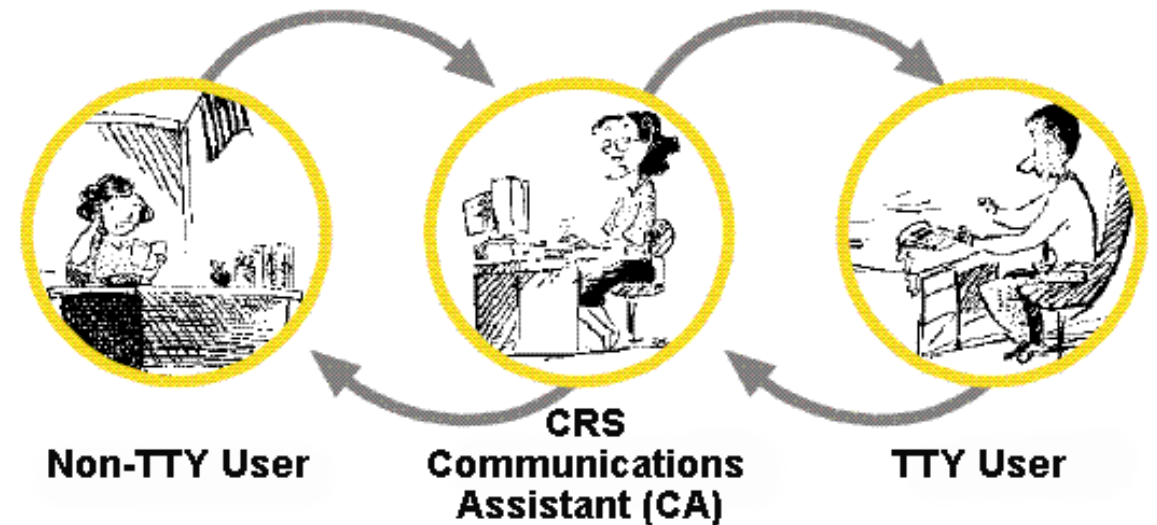 Non-TTY User
CRS
Communications
Assistant (CA)
TTY User